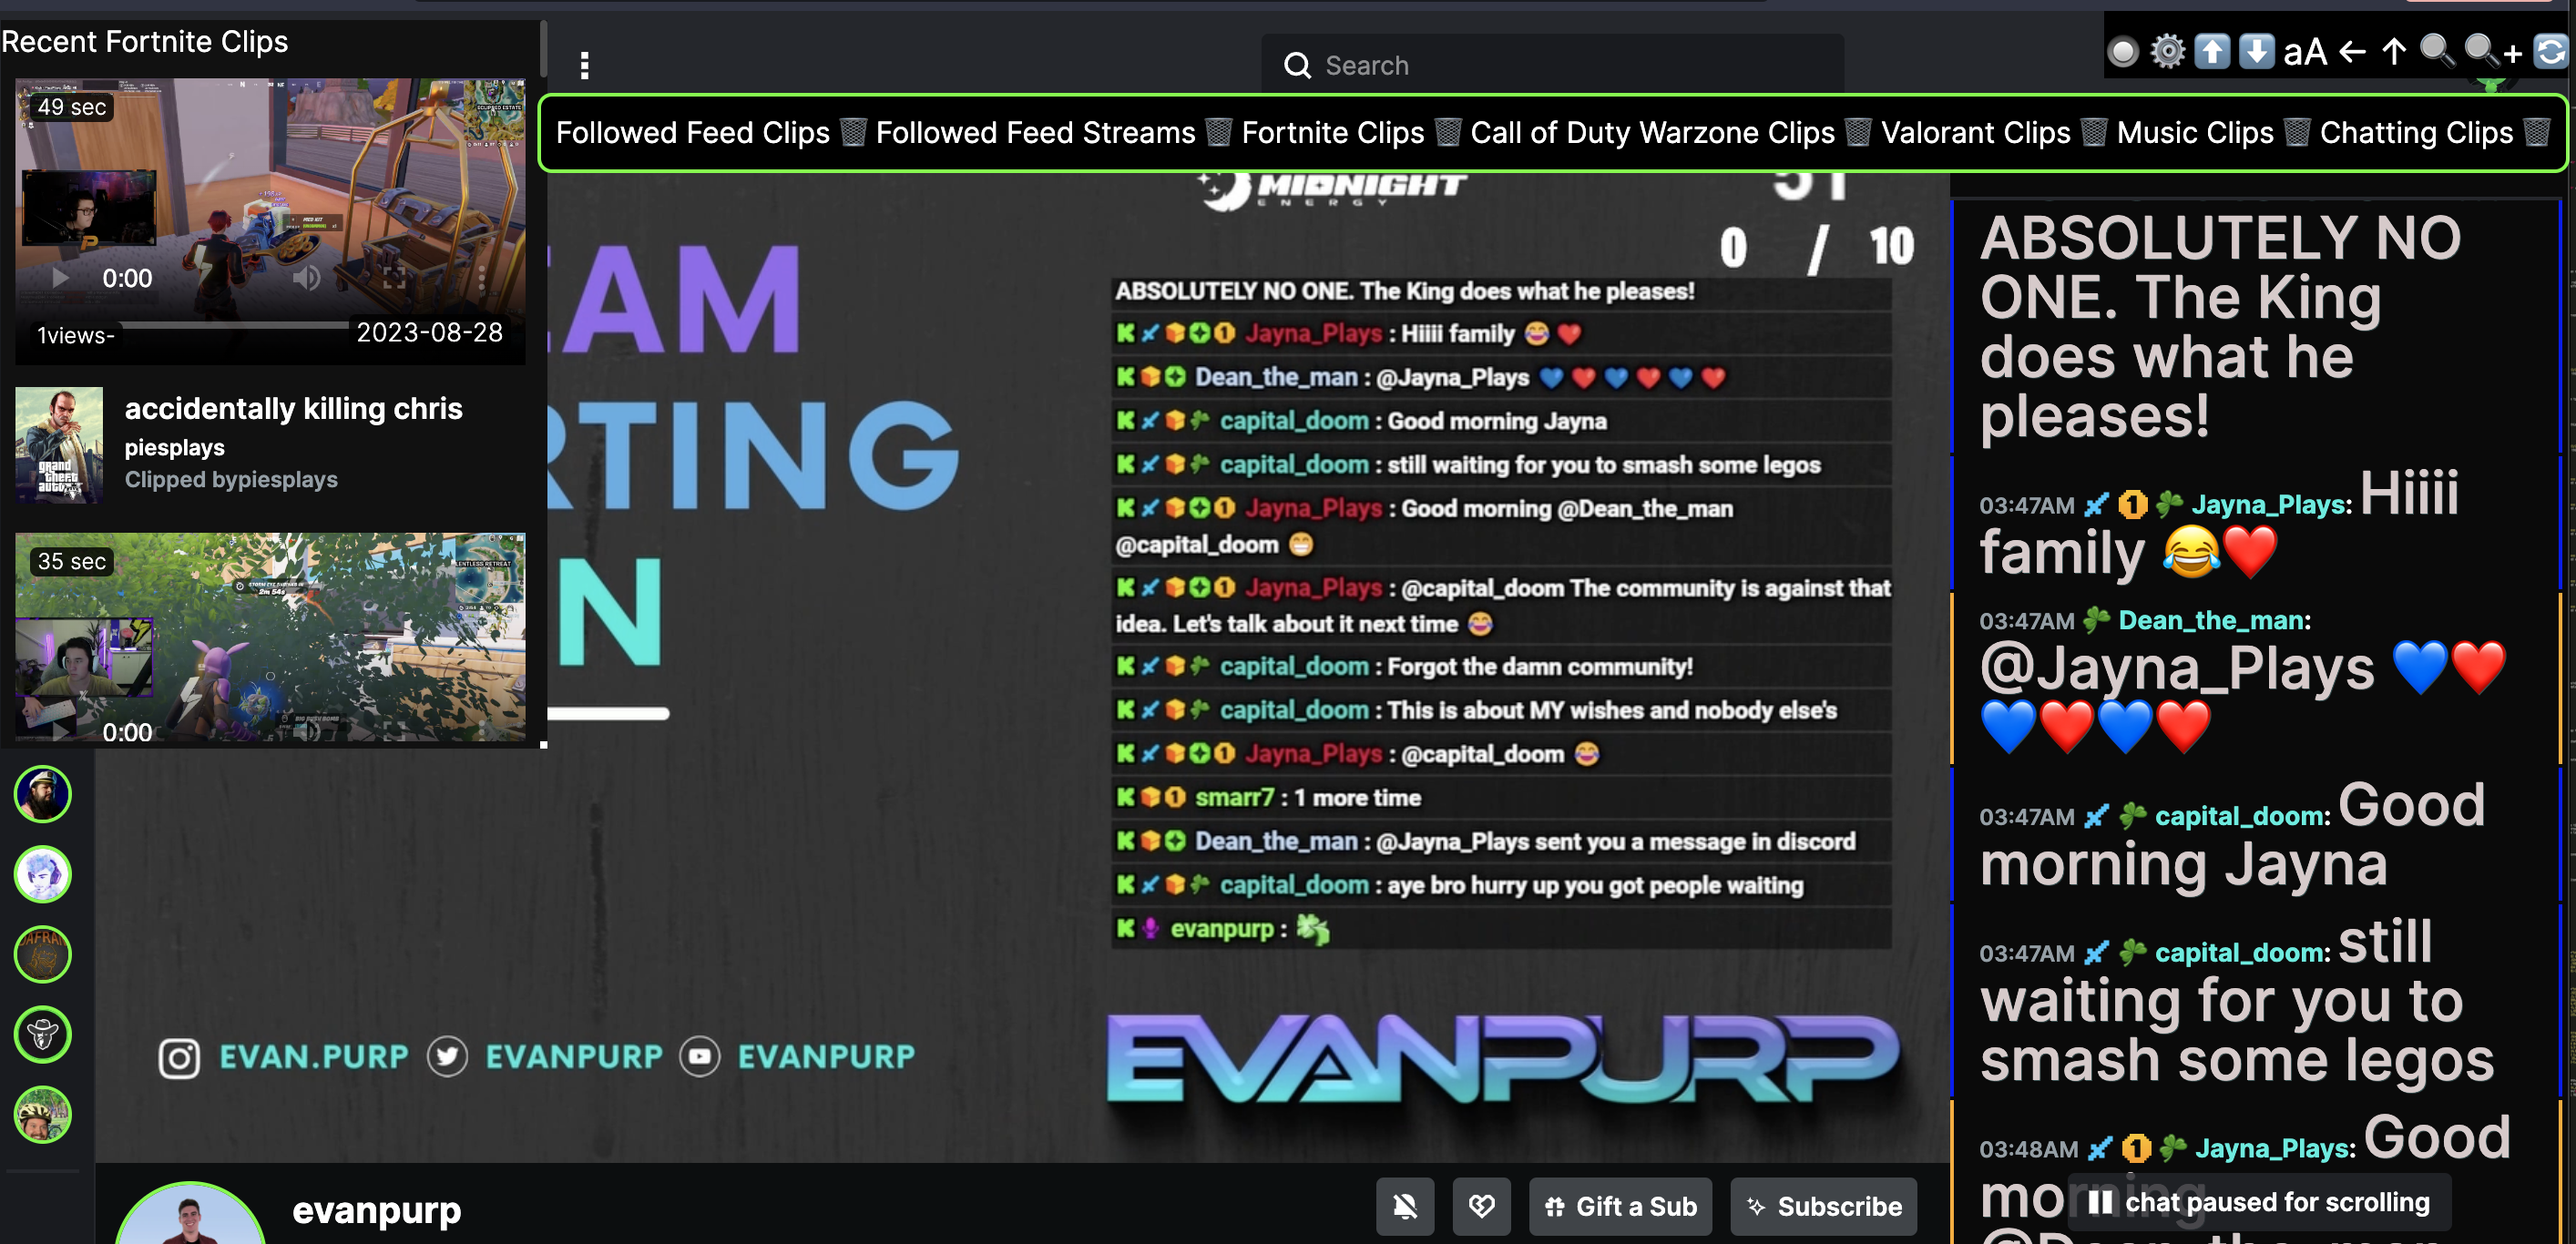 Recent Fortnite Clips
Search
aA
Followed Feed Clips Followed Feed Streams Fortnite Clips Call of Duty Warzone Clips Valorant Clips Music Clips Chatting Clips
49 sec
0:00
1views-
2023-08-28
grand
theft
auto
accidentally killing chris
piesplays
Clipped bypiesplays
35 sec
2m 54s
0:00
AM
RTING
N
MIDNIGHT
ENERGY
0 / 10
ABSOLUTELY NO ONE. The King does what he pleases!
Jayna_Plays : Hiiii family 😂 ❤️
Dean_the_man : @Jayna_Plays 💙 ❤️ 💙 ❤️ 💙 ❤️
capital_doom : Good morning Jayna
capital_doom : still waiting for you to smash some legos
Jayna_Plays : Good morning @Dean_the_man
@capital_doom 😁
Jayna_Plays : @capital_doom The community is against that
idea. Let's talk about it next time 😂
capital_doom : Forgot the damn community!
capital_doom : This is about MY wishes and nobody else's
Jayna_Plays : @capital_doom 😂
smarr7 : 1 more time
Dean_the_man : @Jayna_Plays sent you a message in discord
capital_doom : aye bro hurry up you got people waiting
evanpurp :
EVAN.PURP EVANPURP EVANPURP
EVANPURP
evanpurp
Gift a Sub
Subscribe
ABSOLUTELY NO
ONE. The King
does what he
pleases!
03:47AM Jayna_Plays: Hiiii
family 😂❤️
03:47AM Dean_the_man:
@Jayna_Plays 💙❤️
💙❤️💙❤️
03:47AM capital_doom: Good
morning Jayna
03:47AM capital_doom: still
waiting for you to
smash some legos
03:48AM Jayna_Plays: Good
morning
chat paused for scrolling
@Dean_the_man